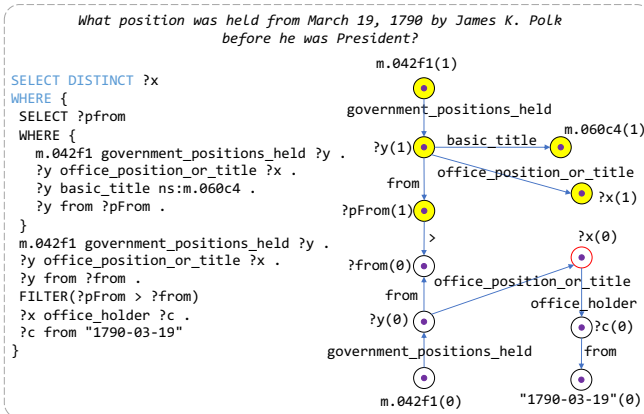 What position was held from March 19, 1790 by James K. Polk
before he was President?
SELECT DISTINCT ?x
WHERE {
SELECT ?pfrom
WHERE {
m.042f1 government_positions_held ?y .
?y office_position_or_title ?x .
?y basic_title ns:m.060c4 .
?y from ?pFrom .
}
m.042f1 government_positions_held ?y .
?y office_position_or_title ?x .
?y from ?from .
FILTER(?pFrom > ?from)
?x office_holder ?c .
?c from "1790-03-19"
}
m.042f1(1)
government_positions_held
m.060c4(1)
?y(1)
basic_title
office_position_or_title
from
?x(1)
?pFrom(1)
>
?x(0)
?from(0)
office_position_or_title
from
office_holder
?y(0)
?c(0)
government_positions_held
from
m.042f1(0)
"1790-03-19"(0)